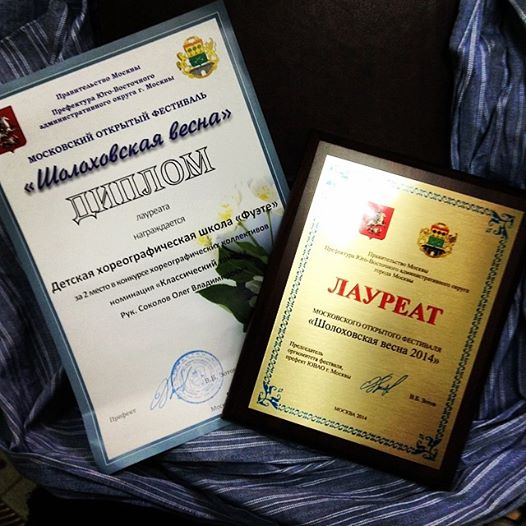 Правительство Москвы
Префектура Юго-Восточного
административного округа г. Москвы
МОСКОВСКИЙ ОТКРЫТЫЙ ФЕСТИВАЛЬ
«Шолоховская весна»
ДИПЛОМ
лауреата
награждается
Детская хореографическая школа «Фуэте»
за 2 место в конкурсе хореографических коллективов
номинация «Классический
Рук. Соколов Олег Владим
Префект
В.Б. Зотов
Правительство Москвы
Префектура Юго-Восточного административного округа
города Москвы
ЛАУРЕАТ
МОСКОВСКОГО ОТКРЫТОГО ФЕСТИВАЛЯ
«Шолоховская весна 2014»
Председатель
оргкомитета фестиваля,
префект ЮВАО г. Москвы
В.Б. Зотов
МОСКВА 2014